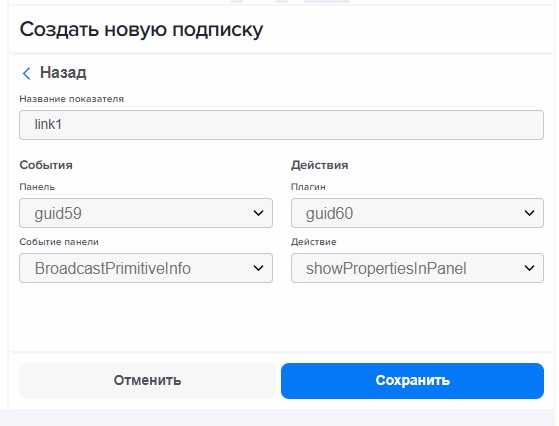 Создать новую подписку
Назад
Название показателя
link1
События
Действия
Панель
Плагин
guid59
guid60
Событие панели
Действие
BroadcastPrimitiveInfo
showPropertiesInPanel
Отменить
Сохранить